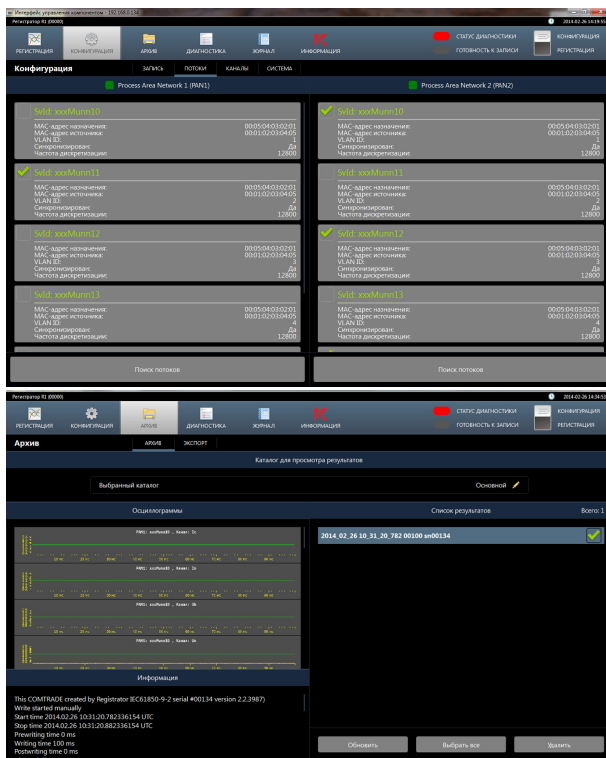 Интерфейс управления компонентом - 192.168.0.134
Регистратор R1 (00000) 2014-02-26 14:19:55
РЕГИСТРАЦИЯ КОНФИГУРАЦИЯ АРХИВ ДИАГНОСТИКА ЖУРНАЛ ИНФОРМАЦИЯ
СТАТУС ДИАГНОСТИКИ КОНФИГУРАЦИЯ
ГОТОВНОСТЬ К ЗАПИСИ РЕГИСТРАЦИЯ
Конфигурация ЗАПИСЬ ПОТОКИ КАНАЛЫ СИСТЕМА
Process Area Network 1 (PAN1) Process Area Network 2 (PAN2)
SvId: xxxMunn10
MAC-адрес назначения: 00:05:04:03:02:01
MAC-адрес источника: 00:01:02:03:04:05
VLAN ID: 1
Синхронизирован: Да
Частота дискретизации: 12800
SvId: xxxMunn11
MAC-адрес назначения: 00:05:04:03:02:01
MAC-адрес источника: 00:01:02:03:04:05
VLAN ID: 2
Синхронизирован: Да
Частота дискретизации: 12800
SvId: xxxMunn12
MAC-адрес назначения: 00:05:04:03:02:01
MAC-адрес источника: 00:01:02:03:04:05
VLAN ID: 3
Синхронизирован: Да
Частота дискретизации: 12800
SvId: xxxMunn13
MAC-адрес назначения: 00:05:04:03:02:01
MAC-адрес источника: 00:01:02:03:04:05
VLAN ID: 4
Синхронизирован: Да
Частота дискретизации: 12800
Поиск потоков
SvId: xxxMunn10
MAC-адрес назначения: 00:05:04:03:02:01
MAC-адрес источника: 00:01:02:03:04:05
VLAN ID: 1
Синхронизирован: Да
Частота дискретизации: 12800
SvId: xxxMunn11
MAC-адрес назначения: 00:05:04:03:02:01
MAC-адрес источника: 00:01:02:03:04:05
VLAN ID: 2
Синхронизирован: Да
Частота дискретизации: 12800
SvId: xxxMunn12
MAC-адрес назначения: 00:05:04:03:02:01
MAC-адрес источника: 00:01:02:03:04:05
VLAN ID: 3
Синхронизирован: Да
Частота дискретизации: 12800
SvId: xxxMunn13
MAC-адрес назначения: 00:05:04:03:02:01
MAC-адрес источника: 00:01:02:03:04:05
VLAN ID: 4
Синхронизирован: Да
Частота дискретизации: 12800
Поиск потоков
Регистратор R1 (00000) 2014-02-26 14:34:53
РЕГИСТРАЦИЯ КОНФИГУРАЦИЯ АРХИВ ДИАГНОСТИКА ЖУРНАЛ ИНФОРМАЦИЯ
СТАТУС ДИАГНОСТИКИ КОНФИГУРАЦИЯ
ГОТОВНОСТЬ К ЗАПИСИ РЕГИСТРАЦИЯ
Архив АРХИВ ЭКСПОРТ
Каталог для просмотра результатов
Выбранный каталог Основной
Осциллограммы Список результатов Всего: 1
2014_02_26 10_31_20_782 00100 sn00134
Информация
This COMTRADE created by Registrator IEC61850-9-2 serial #00134 version 2.2.3987)
Write started manually
Start time 2014.02.26 10:31:20.782336154 UTC
Stop time 2014.02.26 10:31:20.882336154 UTC
Prewriting time 0 ms
Writing time 100 ms
Postwriting time 0 ms
Обновить Выбрать все Удалить